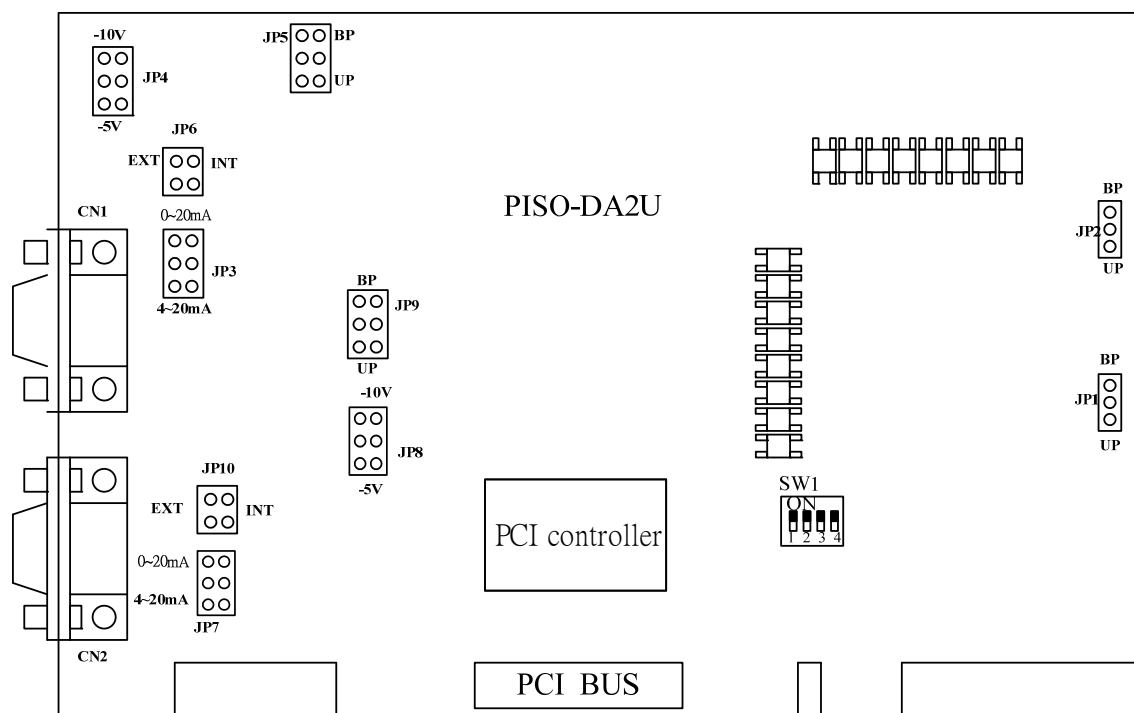 -10V
JP4
-5V
JP5
BP
UP
JP6
EXT
INT
CN1
0~20mA
JP3
4~20mA
PISO-DA2U
BP
JP2
UP
BP
JP9
UP
-10V
JP8
-5V
BP
JP1
UP
JP10
EXT
INT
0~20mA
4~20mA
JP7
CN2
PCI controller
SW1
ON
1 2 3 4
PCI BUS